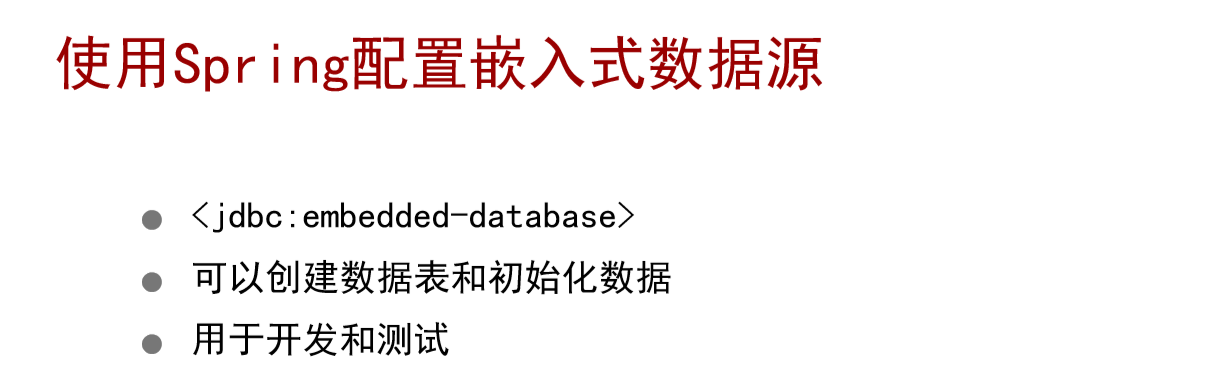 使用Spring配置嵌入式数据源
● <jdbc:embedded-database>
● 可以创建数据表和初始化数据
● 用于开发和测试